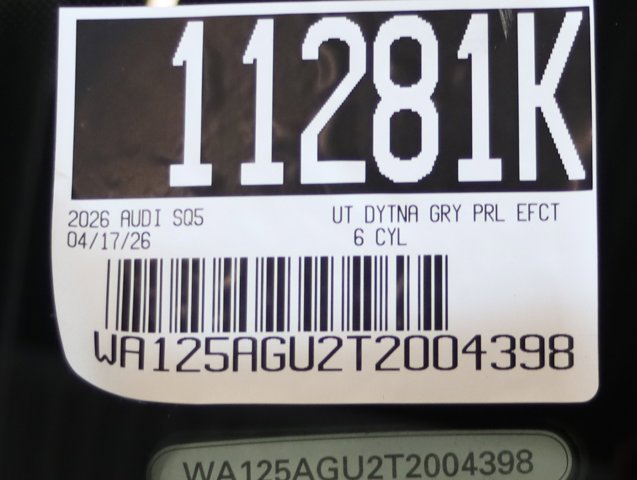 11281K
2026 AUDI SQ5 UT DYTNA GRY PRL EFCT
04/17/26 6 CYL
WA125AGU2T2004398
WA125AGU2T2004398